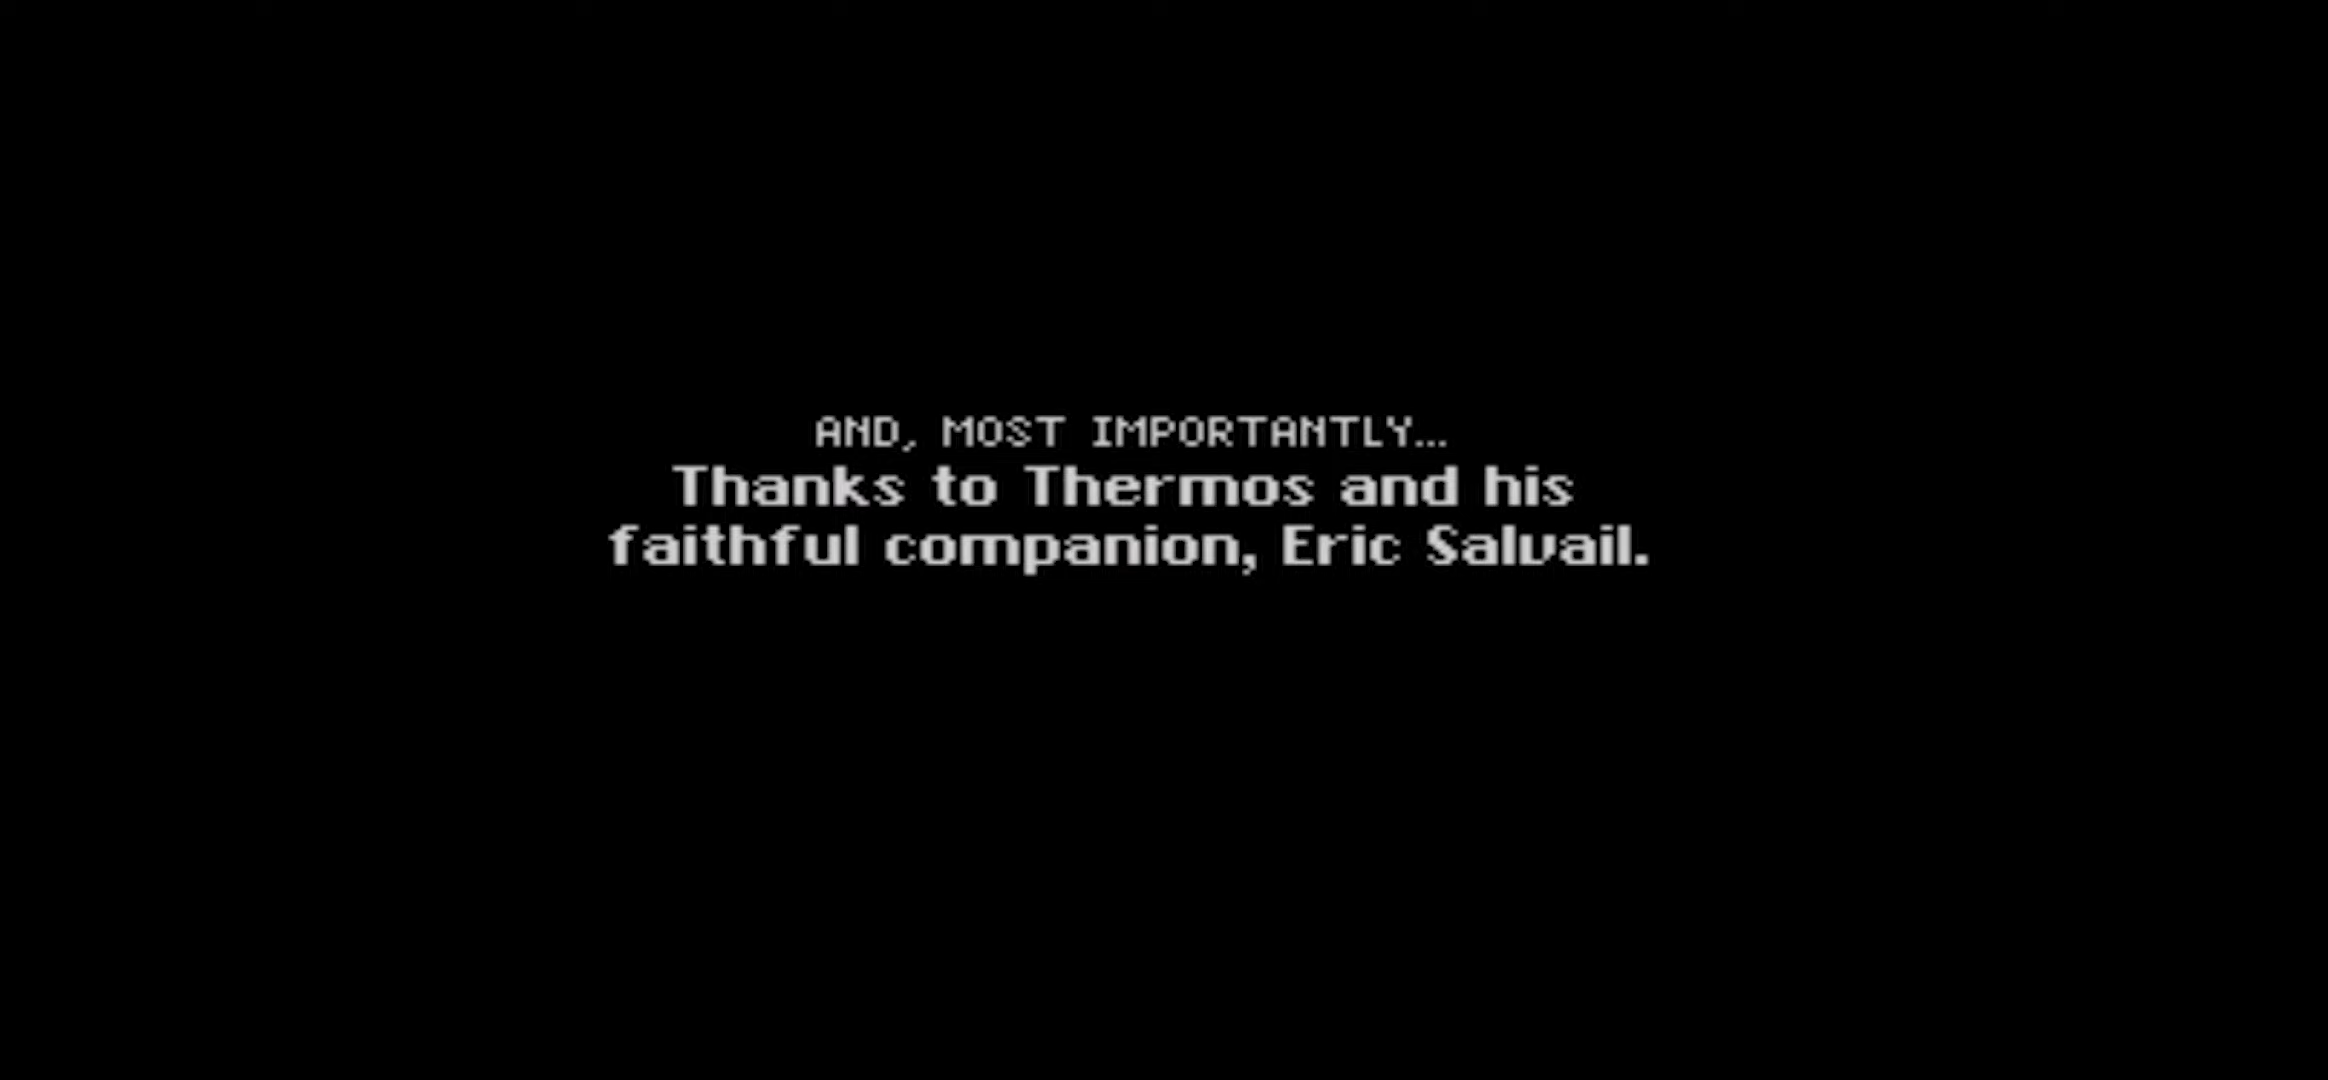 AND, MOST IMPORTANTLY...
Thanks to Thermos and his
faithful companion, Eric Salvail.